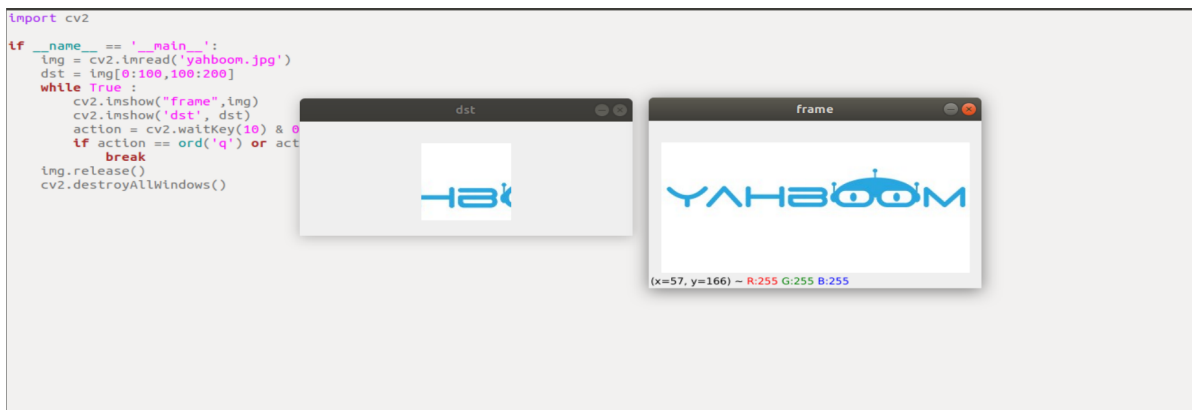 import cv2
if __name__ == '__main__':
img = cv2.imread('yahboom.jpg')
dst = img[0:100,100:200]
while True :
cv2.imshow("frame",img)
cv2.imshow('dst', dst)
action = cv2.waitKey(10) & 0
if action == ord('q') or act
break
img.release()
cv2.destroyAllWindows()
dst
HBO
frame
YAHBOOM
(x=57, y=166) ~ R:255 G:255 B:255